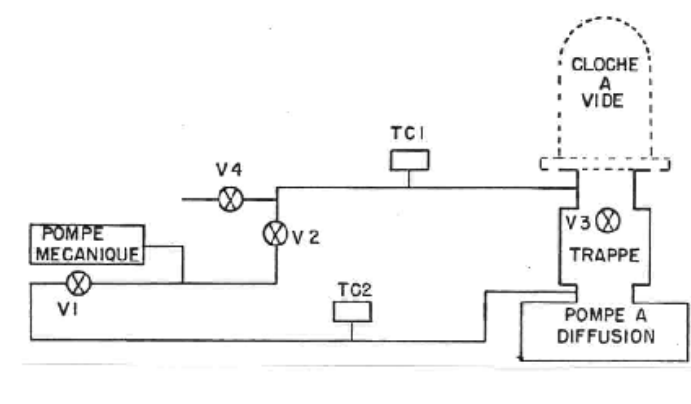 CLOCHE
A
VIDE
TC1
V4
V2
V3
POMPE
MECANIQUE
TRAPPE
V1
TC2
POMPE A
DIFFUSION